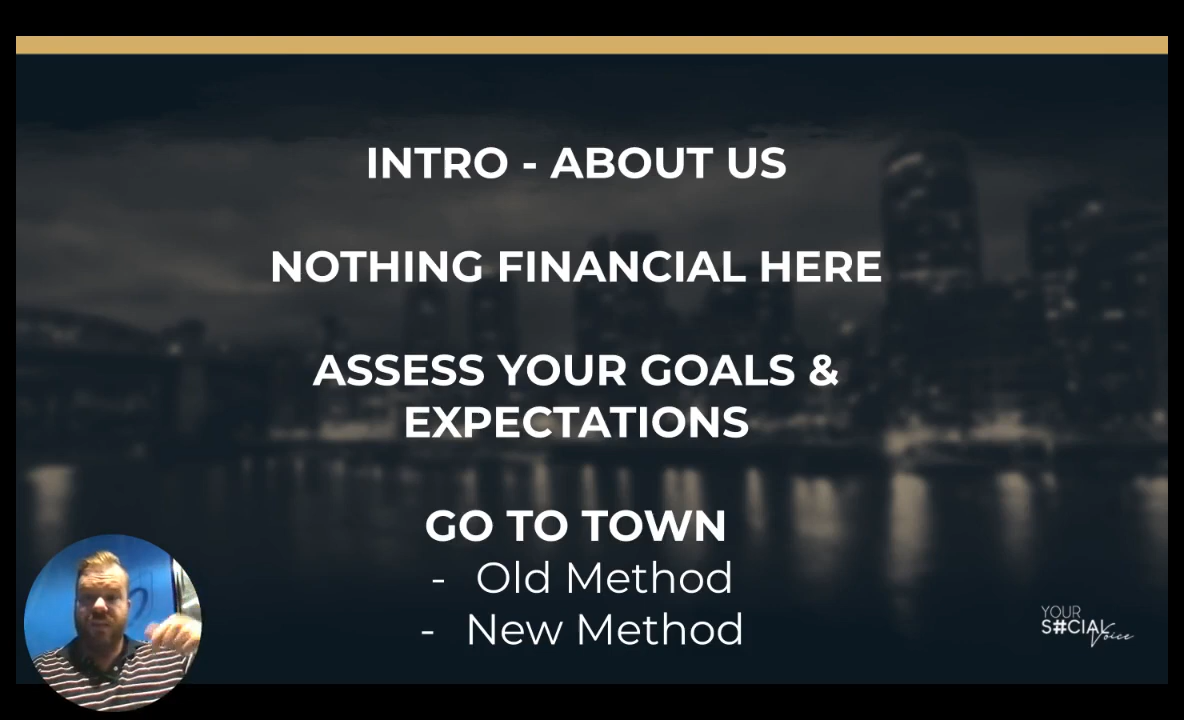 INTRO - ABOUT US
NOTHING FINANCIAL HERE
ASSESS YOUR GOALS &
EXPECTATIONS
GO TO TOWN
- Old Method
- New Method
YOUR
S#CIAL
Voice